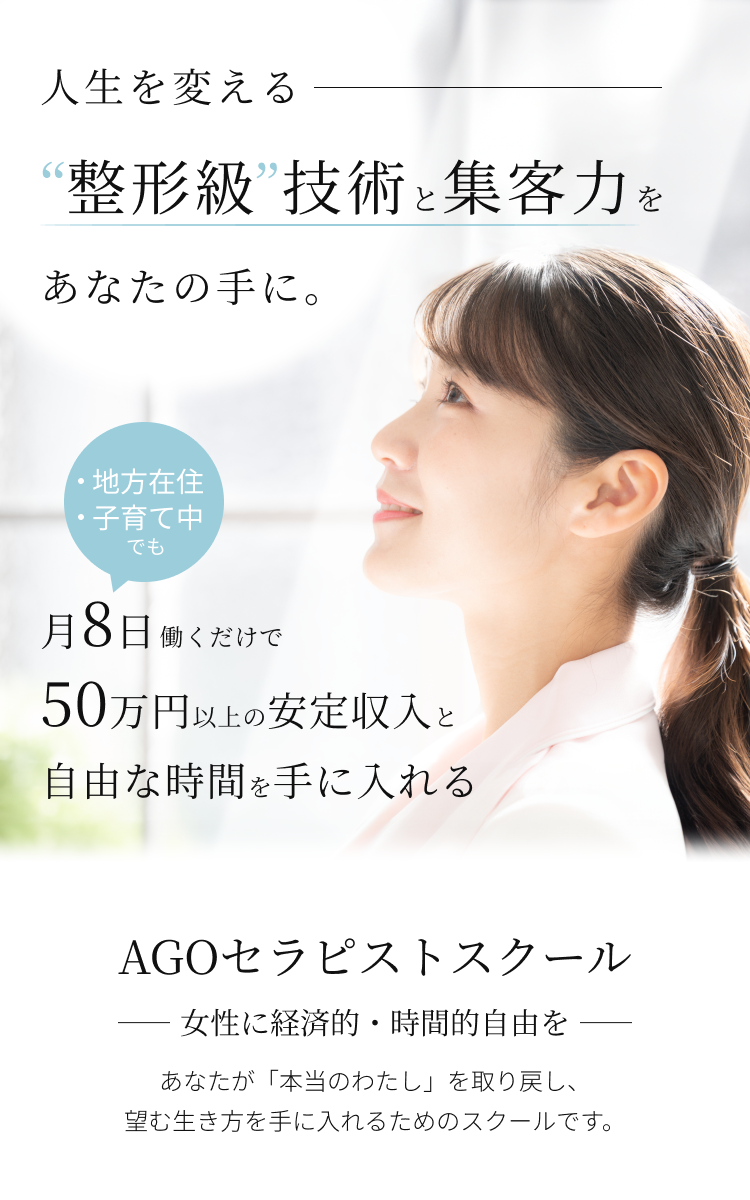 人生を変える
“整形級”技術と集客力を
あなたの手に。
・地方在住
・子育て中
でも
月8日働くだけで
50万円以上の安定収入と
自由な時間を手に入れる
AGOセラピストスクール
女性に経済的・時間的自由を
あなたが「本当のわたし」を取り戻し、
望む生き方を手に入れるためのスクールです。